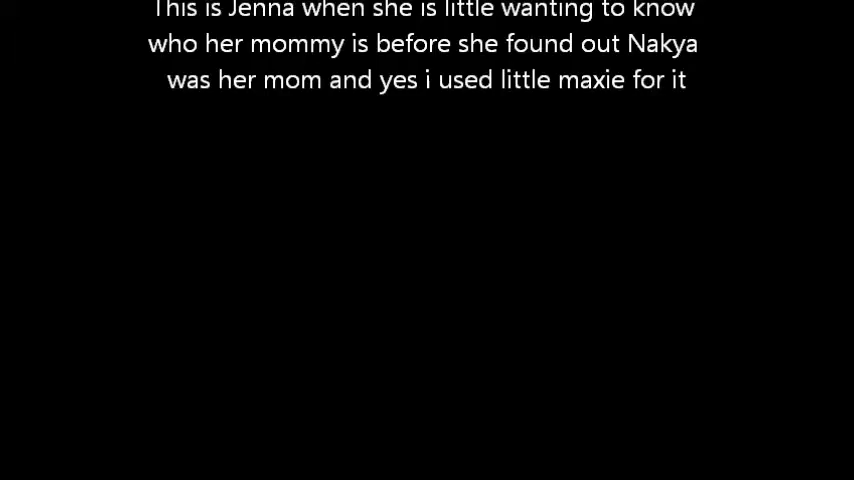 This is Jenna when she is little wanting to know
who her mommy is before she found out Nakya
was her mom and yes i used little maxie for it